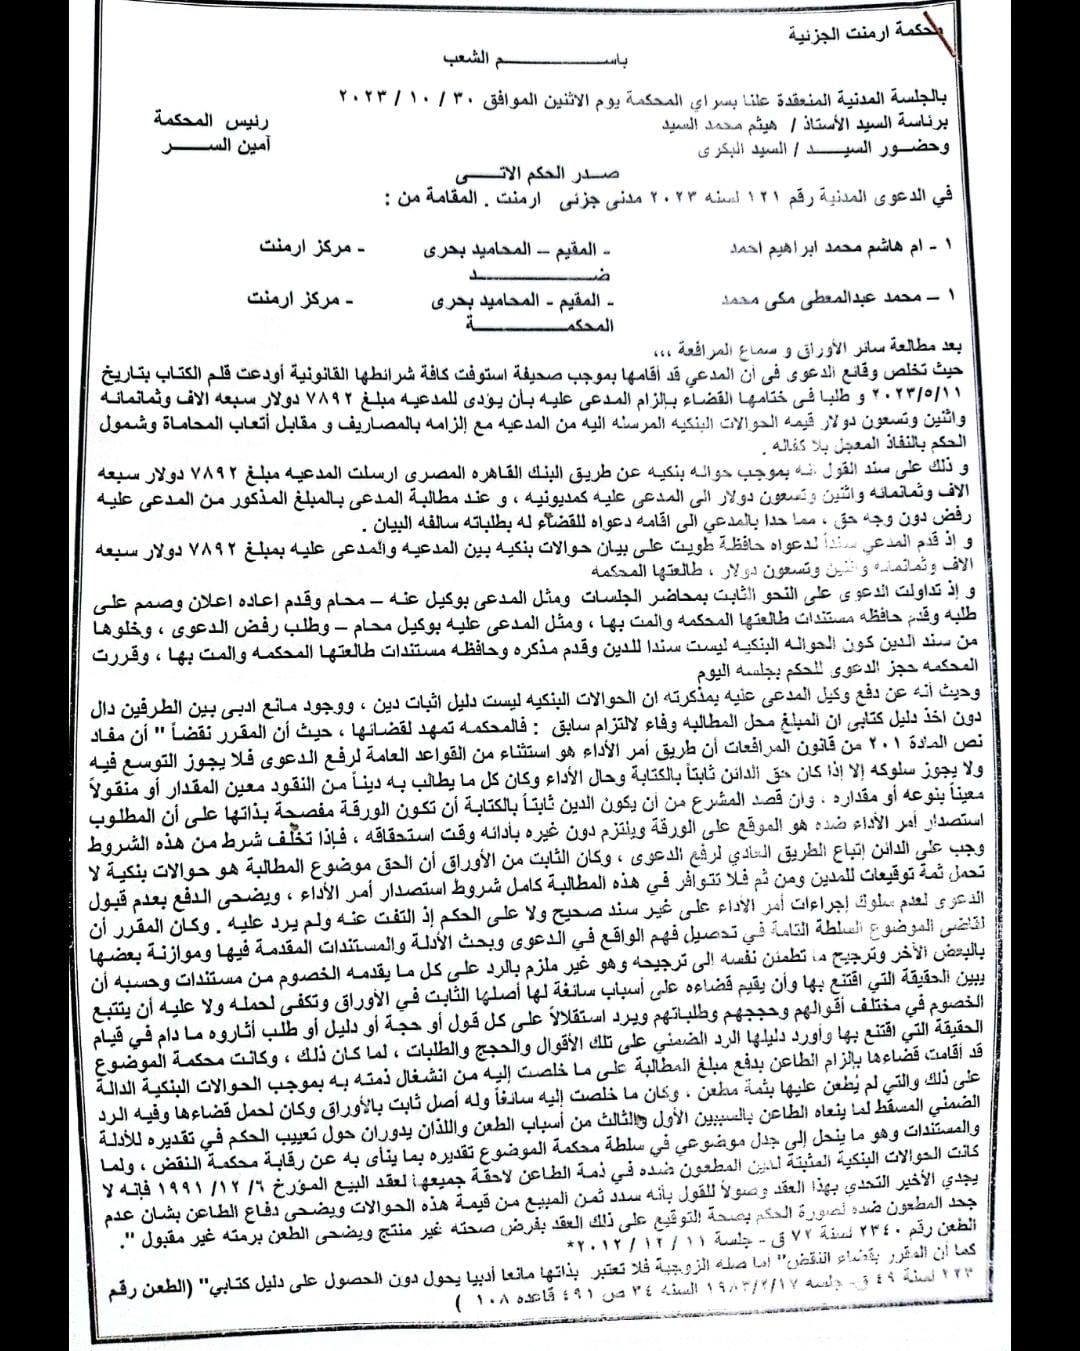 محكمة ارمنت الجزئية
باســـــــم الشعب
بالجلسة المدنية المنعقدة علنا بسراي المحكمة يوم الاثنين الموافق ٣٠ / ١٠ / ٢٠٢٣
برئاسة السيد الأستاذ / هيثم محمد السيد رئيس المحكمة
وحضــور السيـــد / السيد البكرى أمين الســـر
صــدر الحكم الاتـــى
في الدعوى المدنية رقم ١٢١ لسنه ٢٠٢٣ مدنى جزئى ارمنت . المقامة من :
١ - ام هاشم محمد ابراهيم احمد - المقيم – المحاميد بحرى - مركز ارمنت
ضــــــــــــد
١ – محمد عبدالمعطى مكى محمد - المقيم - المحاميد بحرى - مركز ارمنت
المحكمـــــــــة
بعد مطالعة سائر الأوراق و سماع المرافعة ,,,
حيث تخلص وقائع الدعوى فى أن المدعي قد أقامها بموجب صحيفة استوفت كافة شرائطها القانونية أودعت قلم الكتاب بتاريخ
٢٠٢٣/٥/١١ و طلبا فى ختامها القضاء بإلزام المدعى عليه بأن يؤدى للمدعيه مبلغ ٧٨٩٢ دولار سبعه الاف وثمانمائه
واثنين وتسعون دولار قيمه الحوالات البنكيه المرسله اليه من المدعيه مع إلزامه بالمصاريف و مقابل أتعاب المحاماة وشمول
الحكم بالنفاذ المعجل بلا كفاله .
و ذلك على سند القول أنه بموجب حواله بنكيه عن طريق البنك القاهره المصرى ارسلت المدعيه مبلغ ٧٨٩٢ دولار سبعه
الاف وثمانمائه واثنين وتسعون دولار الى المدعى عليه كمديونيه ، و عند مطالبة المدعى بالمبلغ المذكور من المدعى عليه
رفض دون وجه حق ، مما حدا بالمدعي الى اقامه دعواه للقضاء له بطلباته سالفه البيان .
و إذ قدم المدعي سنداً لدعواه حافظة طويت على بيان حوالات بنكيه بين المدعيه والمدعى عليه بمبلغ ٧٨٩٢ دولار سبعه
الاف وثمانمائه واثنين وتسعون دولار ، طالعتها المحكمه
و إذ تداولت الدعوى على النحو الثابت بمحاضر الجلسات ومثل المدعى بوكيل عنه – محام وقدم اعاده اعلان وصمم على
طلبه وقدم حافظه مستندات طالعتها المحكمه والمت بها ، ومثل المدعى عليه بوكيل محام – وطلب رفض الدعوى ، وخلوها
من سند الدين كون الحواله البنكيه ليست سندا للدين وقدم مذكره وحافظه مستندات طالعتها المحكمه والمت بها ، وقررت
المحكمه حجز الدعوى للحكم بجلسه اليوم
وحيث أنه عن دفع وكيل المدعى عليه بمذكرته ان الحوالات البنكيه ليست دليل اثبات دين ، ووجود مانع ادبى بين الطرفين دال
دون اخذ دليل كتابى ان المبلغ محل المطالبه وفاء لالتزام سابق : فالمحكمه تمهد لقضائها ، حيث أن المقرر نقضاً " أن مفاد
نص المادة ٢٠١ من قانون المرافعات أن طريق أمر الأداء هو استثناء من القواعد العامة لرفع الدعوى فلا يجوز التوسع فيه
ولا يجوز سلوكه إلا إذا كان حق الدائن ثابتاً بالكتابة وحال الأداء وكان كل ما يطالب به ديناً من النقود معين المقدار أو منقولاً
معيناً بنوعه أو مقداره ، وان قصد المشرع من أن يكون الدين ثابتاً بالكتابة أن تكون الورقة مفصحة بذاتها على أن المطلوب
استصدار أمر الأداء ضده هو الموقع على الورقة ويلتزم دون غيره بأدائه وقت استحقاقه ، فإذا تخلف شرط من هذه الشروط
وجب على الدائن إتباع الطريق العادي لرفع الدعوى ، وكان الثابت من الأوراق أن الحق موضوع المطالبة هو حوالات بنكية لا
تحمل ثمة توقيعات للمدين ومن ثم فلا تتوافر في هذه المطالبة كامل شروط استصدار أمر الأداء ، ويضحى الدفع بعدم قبول
الدعوى لعدم سلوك إجراءات أمر الأداء على غير سند صحيح ولا على الحكم إذ التفت عنه ولم يرد عليه . وكان المقرر أن
لقاضى الموضوع السلطة التامة في تحصيل فهم الواقع في الدعوى وبحث الأدلة والمستندات المقدمة فيها وموازنة بعضها
بالبعض الأخر وترجيح ما تطمئن نفسه إلى ترجيحه وهو غير ملزم بالرد على كل ما يقدمه الخصوم من مستندات وحسبه أن
يبين الحقيقة التي اقتنع بها وأن يقيم قضاءه على أسباب سائغة لها أصلها الثابت في الأوراق وتكفى لحمله ولا عليه أن يتتبع
الخصوم في مختلف أقوالهم وحججهم وطلباتهم ويرد استقلالاً على كل قول أو حجة أو دليل أو طلب أثاروه ما دام في قيام
الحقيقة التي اقتنع بها وأورد دليلها الرد الضمني على تلك الأقوال والحجج والطلبات ، لما كان ذلك ، وكانت محكمة الموضوع
قد أقامت قضاءها بإلزام الطاعن بدفع مبلغ المطالبة على ما خلصت إليه من انشغال ذمته به بموجب الحوالات البنكية الدالة
على ذلك والتي لم يُطعن عليها بثمة مطعن ، وكان ما خلصت إليه سائغاً وله أصل ثابت بالأوراق وكان لحمل قضاءها وفيه الرد
الضمني المسقط لما ينعاه الطاعن بالسببين الأول والثالث من أسباب الطعن واللذان يدوران حول تعييب الحكم في تقديره للأدلة
والمستندات وهو ما ينحل إلى جدل موضوعي في سلطة محكمة الموضوع تقديره بما ينأى به عن رقابة محكمة النقض ، ولما
كانت الحوالات البنكية المثبتة لدين المطعون ضده في ذمة الطاعن لاحقة جميعها لعقد البيع المؤرخ ٦ /١٢ /١٩٩١ فإنه لا
يجدي الأخير التحدي بهذا العقد وصولاً للقول بأنه سدد ثمن المبيع من قيمة هذه الحوالات ويضحى دفاع الطاعن بشان عدم
جحد المطعون ضده لصورة الحكم بصحة التوقيع على ذلك العقد بفرض صحته غير منتج ويضحى الطعن برمته غير مقبول ".
الطعن رقم ٢٣٤٠ لسنة ٧٢ ق - جلسة ١١ / ١٢ / ٢٠١٢*
كما أن المقرر بقضاء النقض" اما صله الزوجية فلا تعتبر بذاتها مانعا أدبيا يحول دون الحصول على دليل كتابي" (الطعن رقم
٢٢٣ لسنة ٤٩ ق- جلسه ١٩٨٣/٢/١٧ السنه ٣٤ ص ٤٩١ قاعده ١٠٨ )